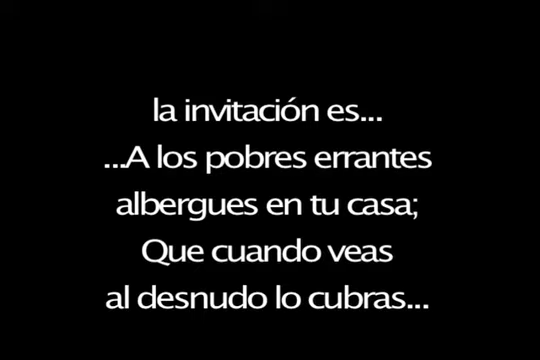 la invitación es...
...A los pobres errantes
albergues en tu casa;
Que cuando veas
al desnudo lo cubras...